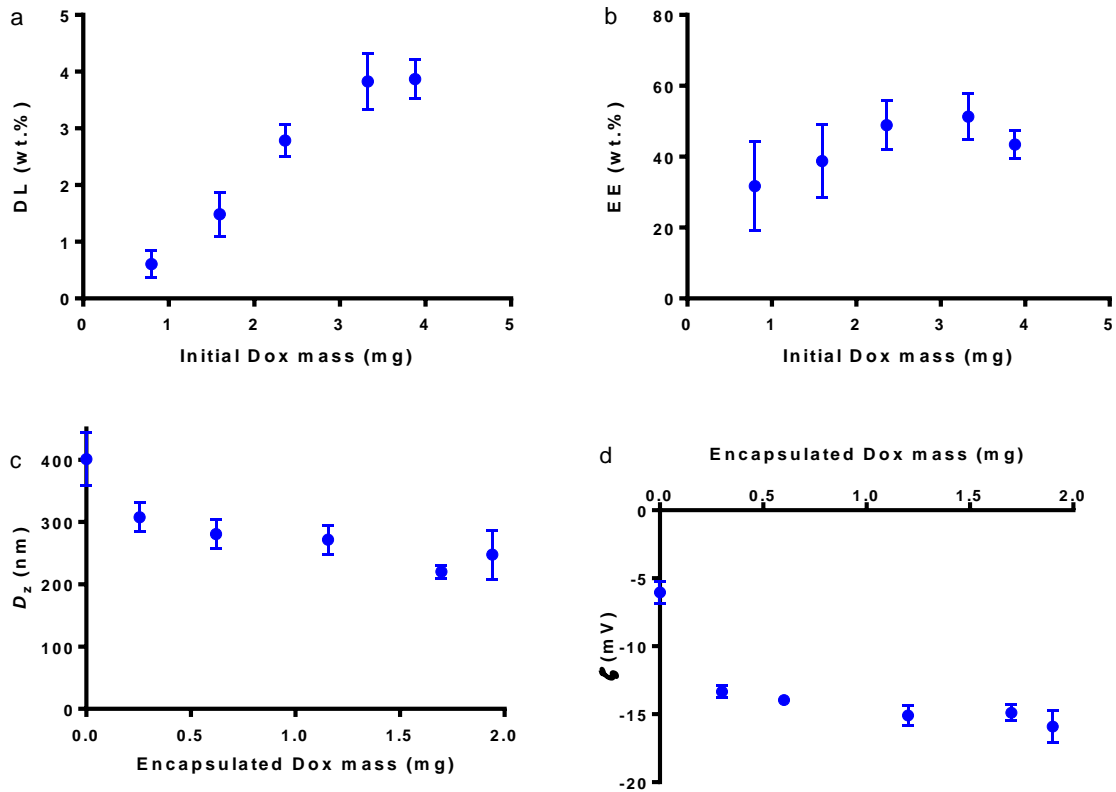 a
DL (wt.%)
5
4
3
2
1
0
0 1 2 3 4 5
Initial Dox mass (mg)
b
EE (wt.%)
80
60
40
20
0
0 1 2 3 4 5
Initial Dox mass (mg)
c
Dz (nm)
400
300
200
100
0
0.0 0.5 1.0 1.5 2.0
Encapsulated Dox mass (mg)
d
Encapsulated Dox mass (mg)
0.0 0.5 1.0 1.5 2.0
0
-5
-10
-15
-20
(mV)